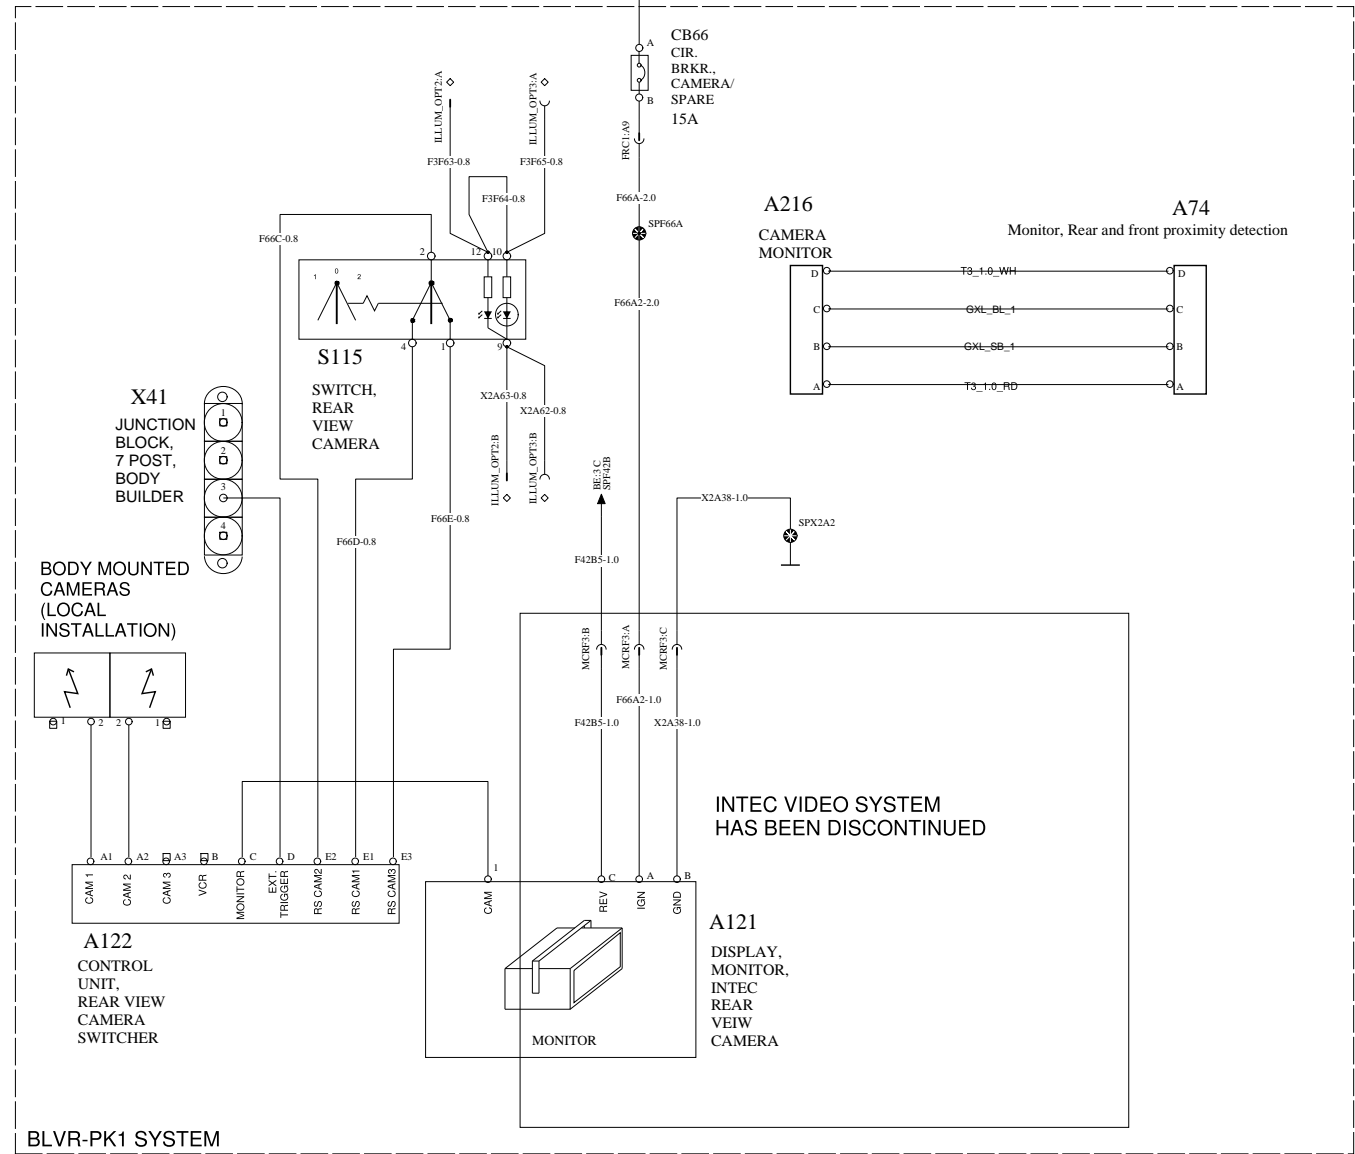 CB66
CIR.
BRKR.,
CAMERA/
SPARE
15A
A
B
ILLUM_OPT2:A
ILLUM_OPT3:A
FRC1:A9
F3F63-0.8
F3F65-0.8
F3F64-0.8
F66A-2.0
SPF66A
F66C-0.8
F66A2-2.0
2
12
10
1
0
2
4
1
9
S115
SWITCH,
REAR
VIEW
CAMERA
X2A63-0.8
X2A62-0.8
ILLUM_OPT2:B
ILLUM_OPT3:B
A216
CAMERA
MONITOR
A74
Monitor, Rear and front proximity detection
D
T3_1.0_WH
D
C
GXL_BL_1
C
B
GXL_SB_1
B
A
T3_1.0_RD
A
X41
JUNCTION
BLOCK,
7 POST,
BODY
BUILDER
1
2
3
4
BE:3 C
SPF42B
X2A38-1.0
SPX2A2
F66E-0.8
F66D-0.8
F42B5-1.0
BODY MOUNTED
CAMERAS
(LOCAL
INSTALLATION)
1
2
2
1
MCRF3:B
MCRF3:A
MCRF3:C
F66A2-1.0
F42B5-1.0
X2A38-1.0
INTEC VIDEO SYSTEM
HAS BEEN DISCONTINUED
A1
A2
A3
B
C
D
E2
E1
E3
CAM 1
CAM 2
CAM 3
VCR
MONITOR
EXT.
TRIGGER
RS CAM2
RS CAM1
RS CAM3
1
C
A
B
CAM
REV
IGN
GND
A122
CONTROL
UNIT,
REAR VIEW
CAMERA
SWITCHER
MONITOR
A121
DISPLAY,
MONITOR,
INTEC
REAR
VEIW
CAMERA
BLVR-PK1 SYSTEM